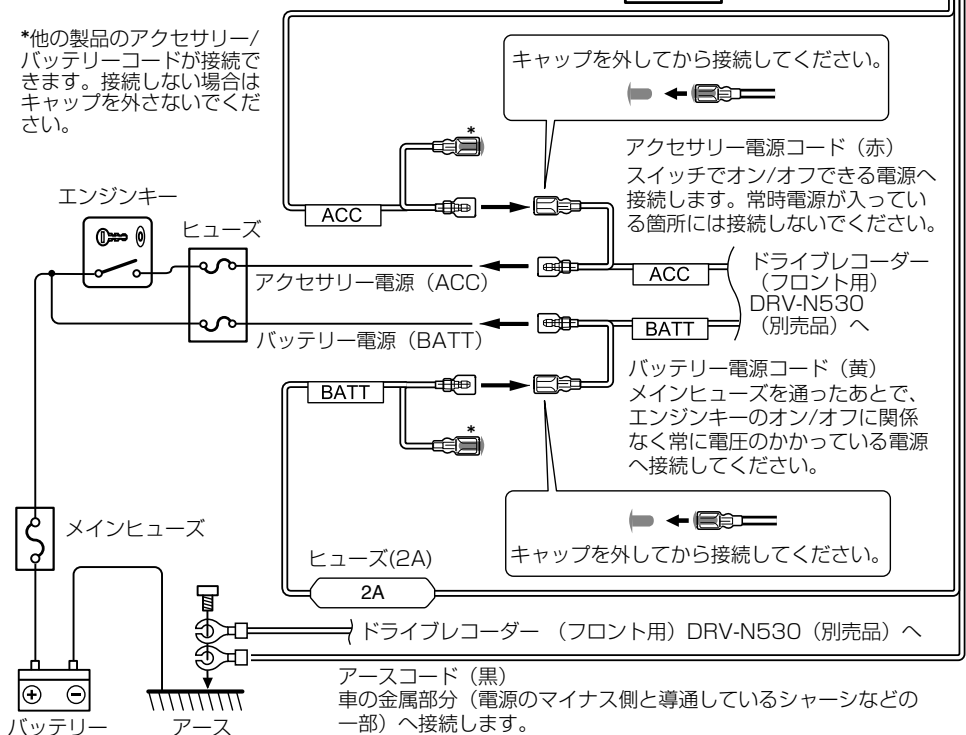 *他の製品のアクセサリー/
バッテリーコードが接続で
きます。接続しない場合は
キャップを外さないでくだ
さい。
キャップを外してから接続してください。
*
アクセサリー電源コード（赤）
スイッチでオン/オフできる電源へ
接続します。常時電源が入ってい
る箇所には接続しないでください。
エンジンキー
ヒューズ
ACC
アクセサリー電源（ACC）
ACC
ドライブレコーダー
（フロント用）
DRV-N530
（別売品）へ
BATT
バッテリー電源（BATT）
BATT
バッテリー電源コード（黄）
メインヒューズを通ったあとで、
エンジンキーのオン/オフに関係
なく常に電圧のかかっている電源
へ接続してください。
*
キャップを外してから接続してください。
メインヒューズ
ヒューズ(2A)
2A
ドライブレコーダー （フロント用）DRV-N530（別売品）へ
アースコード（黒）
車の金属部分（電源のマイナス側と導通しているシャーシなどの
一部）へ接続します。
⊕ ⊖
バッテリー
アース